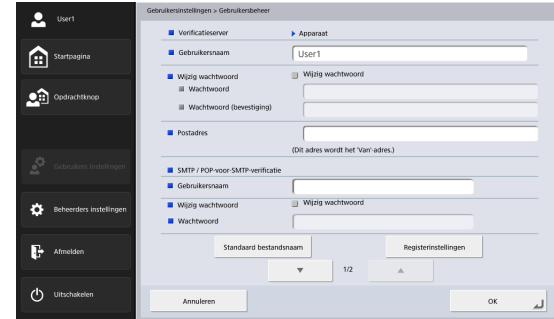 User1
Startpagina
Opdrachtknop
Gebruikers Instellingen
Beheerders instellingen
Afmelden
Uitschakelen
Gebruikersinstellingen > Gebruikersbeheer
Verificatieserver
Apparaat
Gebruikersnaam
User1
Wijzig wachtwoord
Wijzig wachtwoord
Wachtwoord
Wachtwoord (bevestiging)
Postadres
(Dit adres wordt het 'Van'-adres.)
SMTP / POP-voor-SMTP-verificatie
Gebruikersnaam
Wijzig wachtwoord
Wijzig wachtwoord
Wachtwoord
Standaard bestandsnaam
Registerinstellingen
1/2
Annuleren
OK